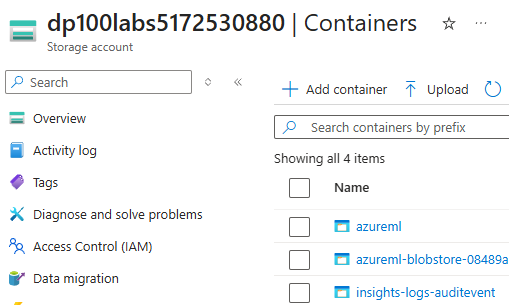 dp100labs5172530880 | Containers
Storage account
Search
Overview
Activity log
Tags
Diagnose and solve problems
Access Control (IAM)
Data migration
Add container
Upload
Search containers by prefix
Showing all 4 items
Name
azureml
azureml-blobstore-08489a
insights-logs-auditevent